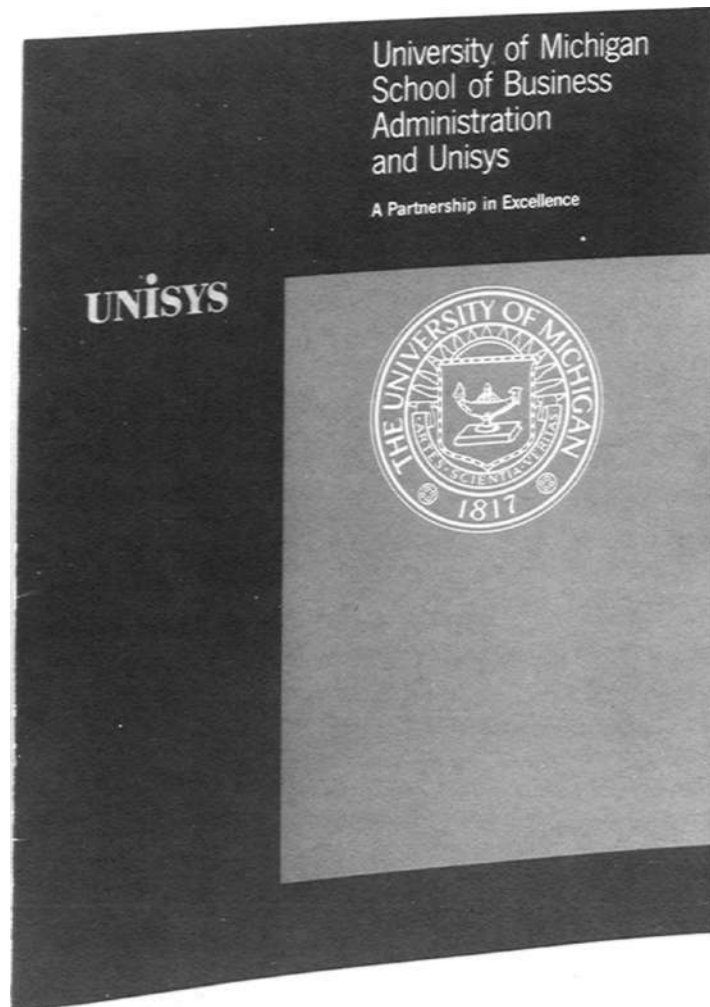 University of Michigan
School of Business
Administration
and Unisys
A Partnership in Excellence
UNiSYS
THE UNIVERSITY OF MICHIGAN
ARTES · SCIENTIA · VERITAS
1817